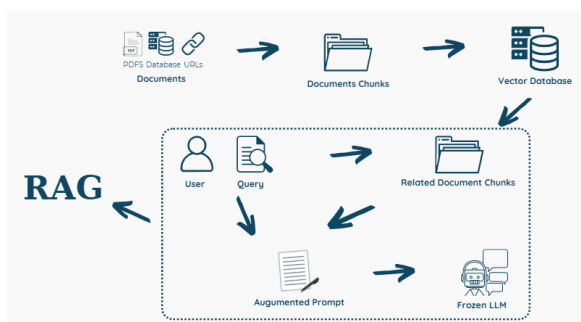 PDF
PDFS Database URLs
Documents
Documents Chunks
Vector Database
RAG
User
Query
Related Document Chunks
Augumented Prompt
Frozen LLM